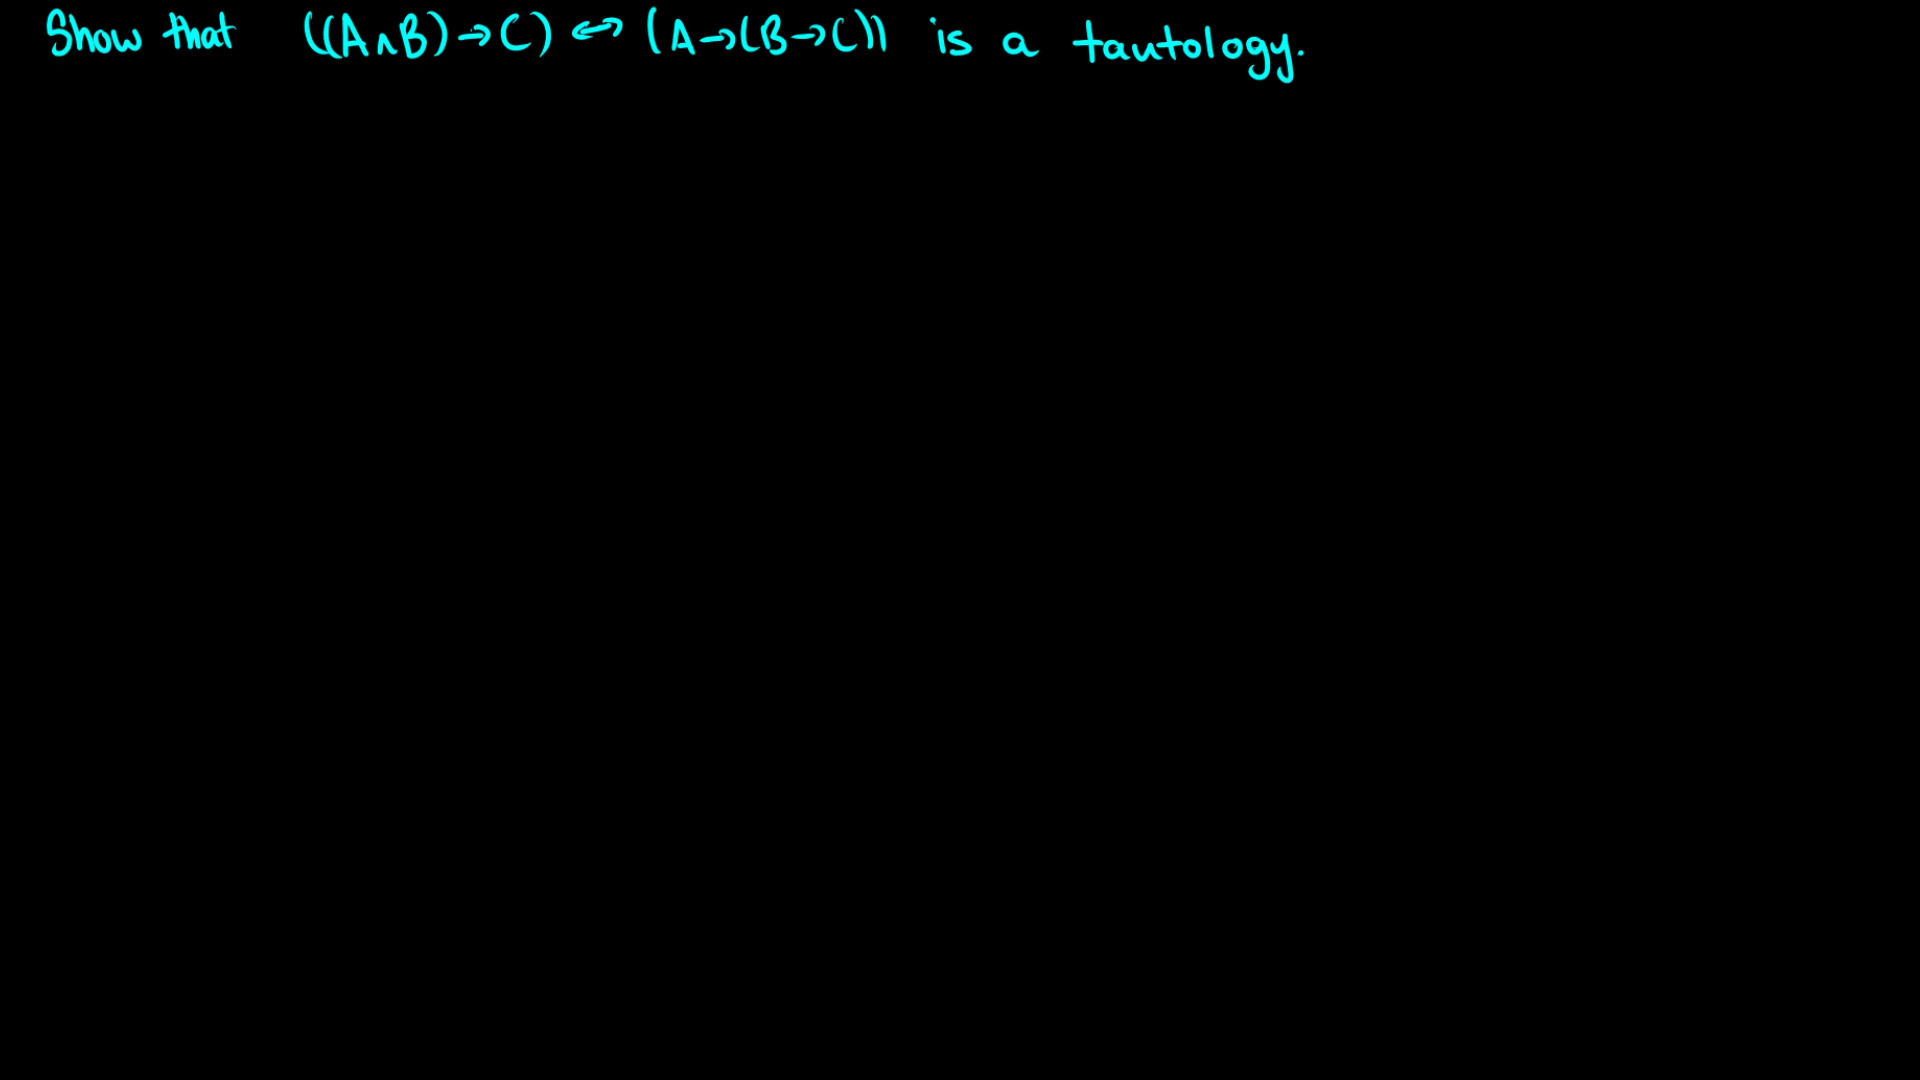 Show that ((A∧B)→C) ↔ (A→(B→C)) is a tautology.